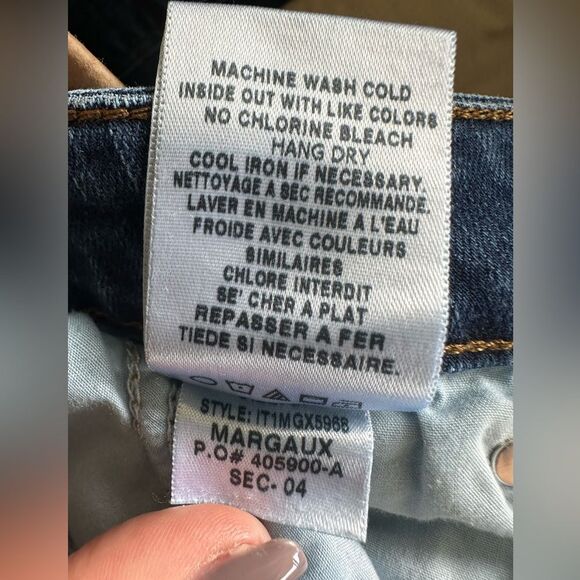 MACHINE WASH COLD
INSIDE OUT WITH LIKE COLORS
NO CHLORINE BLEACH
HANG DRY
COOL IRON IF NECESSARY.
NETTOYAGE A SEC RECOMMANDE.
LAVER EN MACHINE A L'EAU
FROIDE AVEC COULEURS
SIMILAIRES
CHLORE INTERDIT
SE' CHER A PLAT
REPASSER A FER
TIEDE SI NECESSAIRE.
STYLE: IT1MGX5968
MARGAUX
P.O# 405900-A
SEC- 04